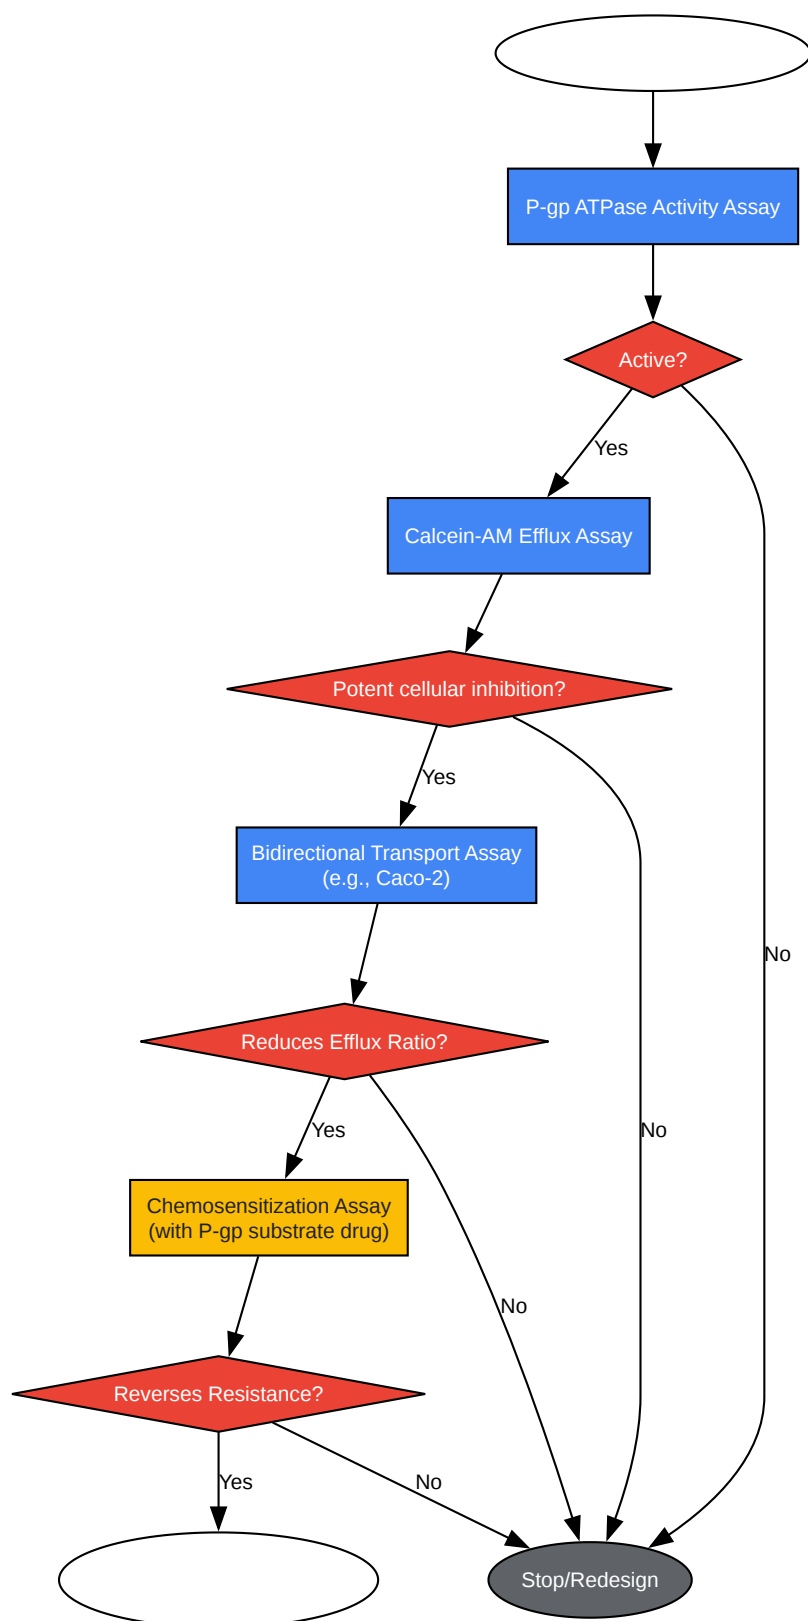 P-gp ATPase Activity Assay
Active?
Yes
Calcein-AM Efflux Assay
Potent cellular inhibition?
Yes
Bidirectional Transport Assay
(e.g., Caco-2)
No
Reduces Efflux Ratio?
Yes
No
Chemosensitization Assay
(with P-gp substrate drug)
No
Reverses Resistance?
Yes
No
Stop/Redesign